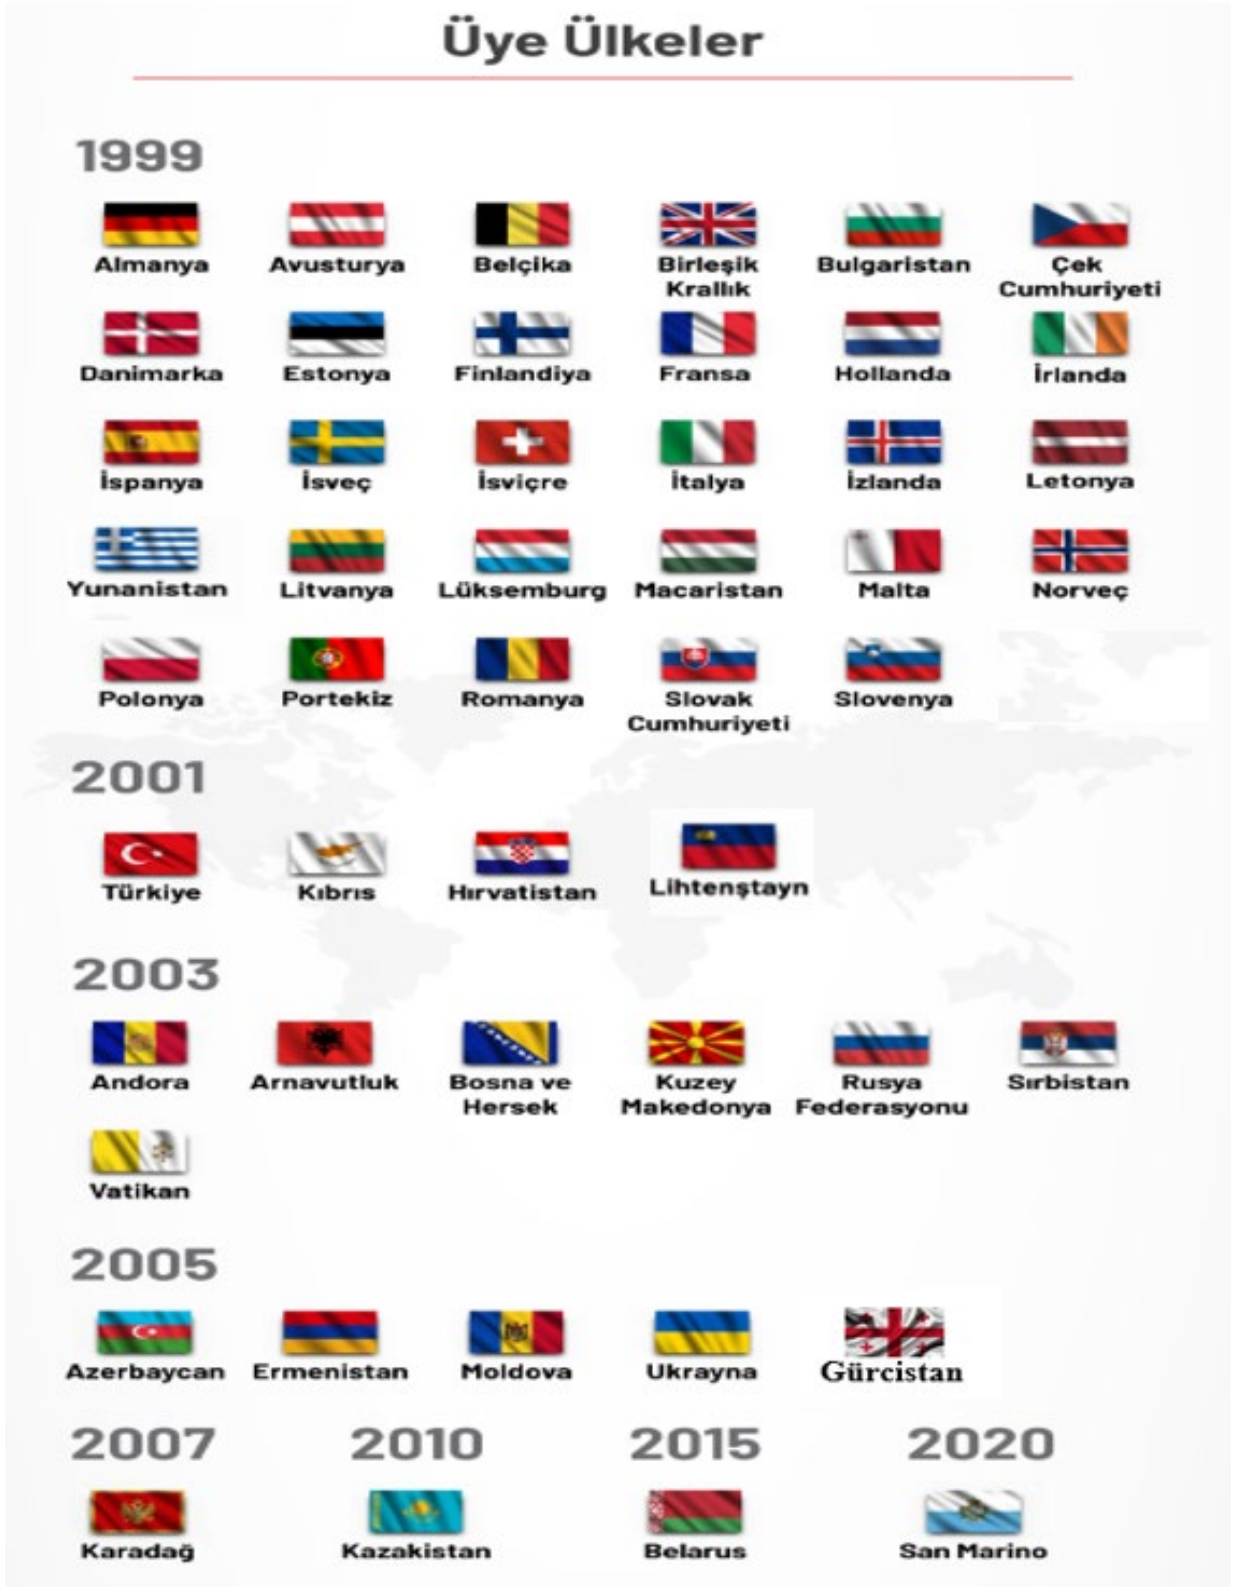 Üye Ülkeler
1999
Almanya Avusturya Belçika Birleşik Krallık Bulgaristan Çek Cumhuriyeti
Danimarka Estonya Finlandiya Fransa Hollanda İrlanda
İspanya İsveç İsviçre İtalya İzlanda Letonya
Yunanistan Litvanya Lüksemburg Macaristan Malta Norveç
Polonya Portekiz Romanya Slovak Cumhuriyeti Slovenya
2001
Türkiye Kıbrıs Hırvatistan Lihtenştayn
2003
Andora Arnavutluk Bosna ve Hersek Kuzey Makedonya Rusya Federasyonu Sırbistan
Vatikan
2005
Azerbaycan Ermenistan Moldova Ukrayna Gürcistan
2007 2010 2015 2020
Karadağ Kazakistan Belarus San Marino